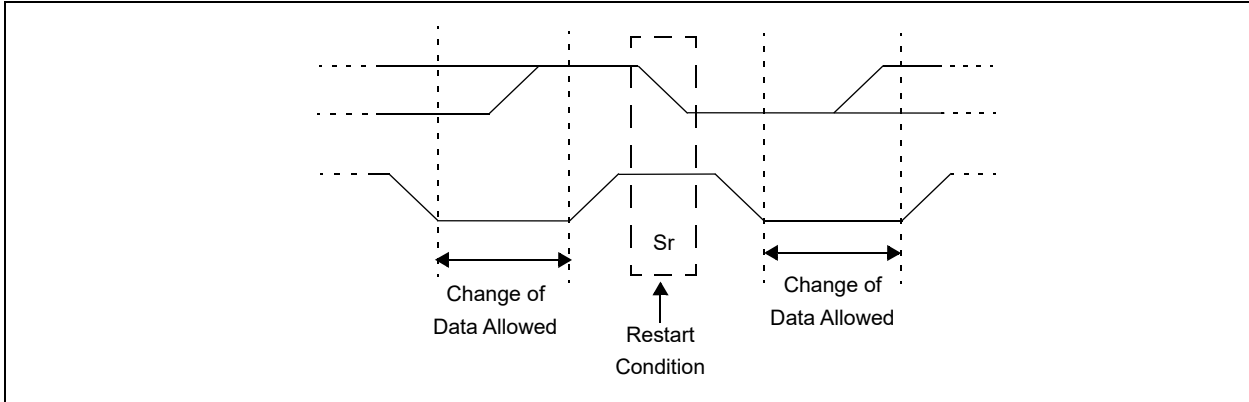 Sr
Change of
Data Allowed
Restart
Condition
Change of
Data Allowed